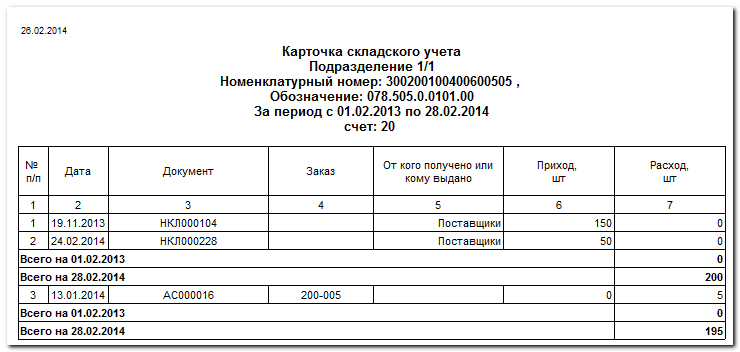 26.02.2014
Карточка складского учета
Подразделение 1/1
Номенклатурный номер: 300200100400600505 ,
Обозначение: 078.505.0.0101.00
За период с 01.02.2013 по 28.02.2014
счет: 20
№ п/п Дата Документ Заказ От кого получено или кому выдано Приход, шт Расход, шт
1 2 3 4 5 6 7
1 19.11.2013 НКЛ000104 Поставщики 150 0
2 24.02.2014 НКЛ000228 Поставщики 50 0
Всего на 01.02.2013 0
Всего на 28.02.2014 200
3 13.01.2014 АС000016 200-005 0 5
Всего на 01.02.2013 0
Всего на 28.02.2014 195